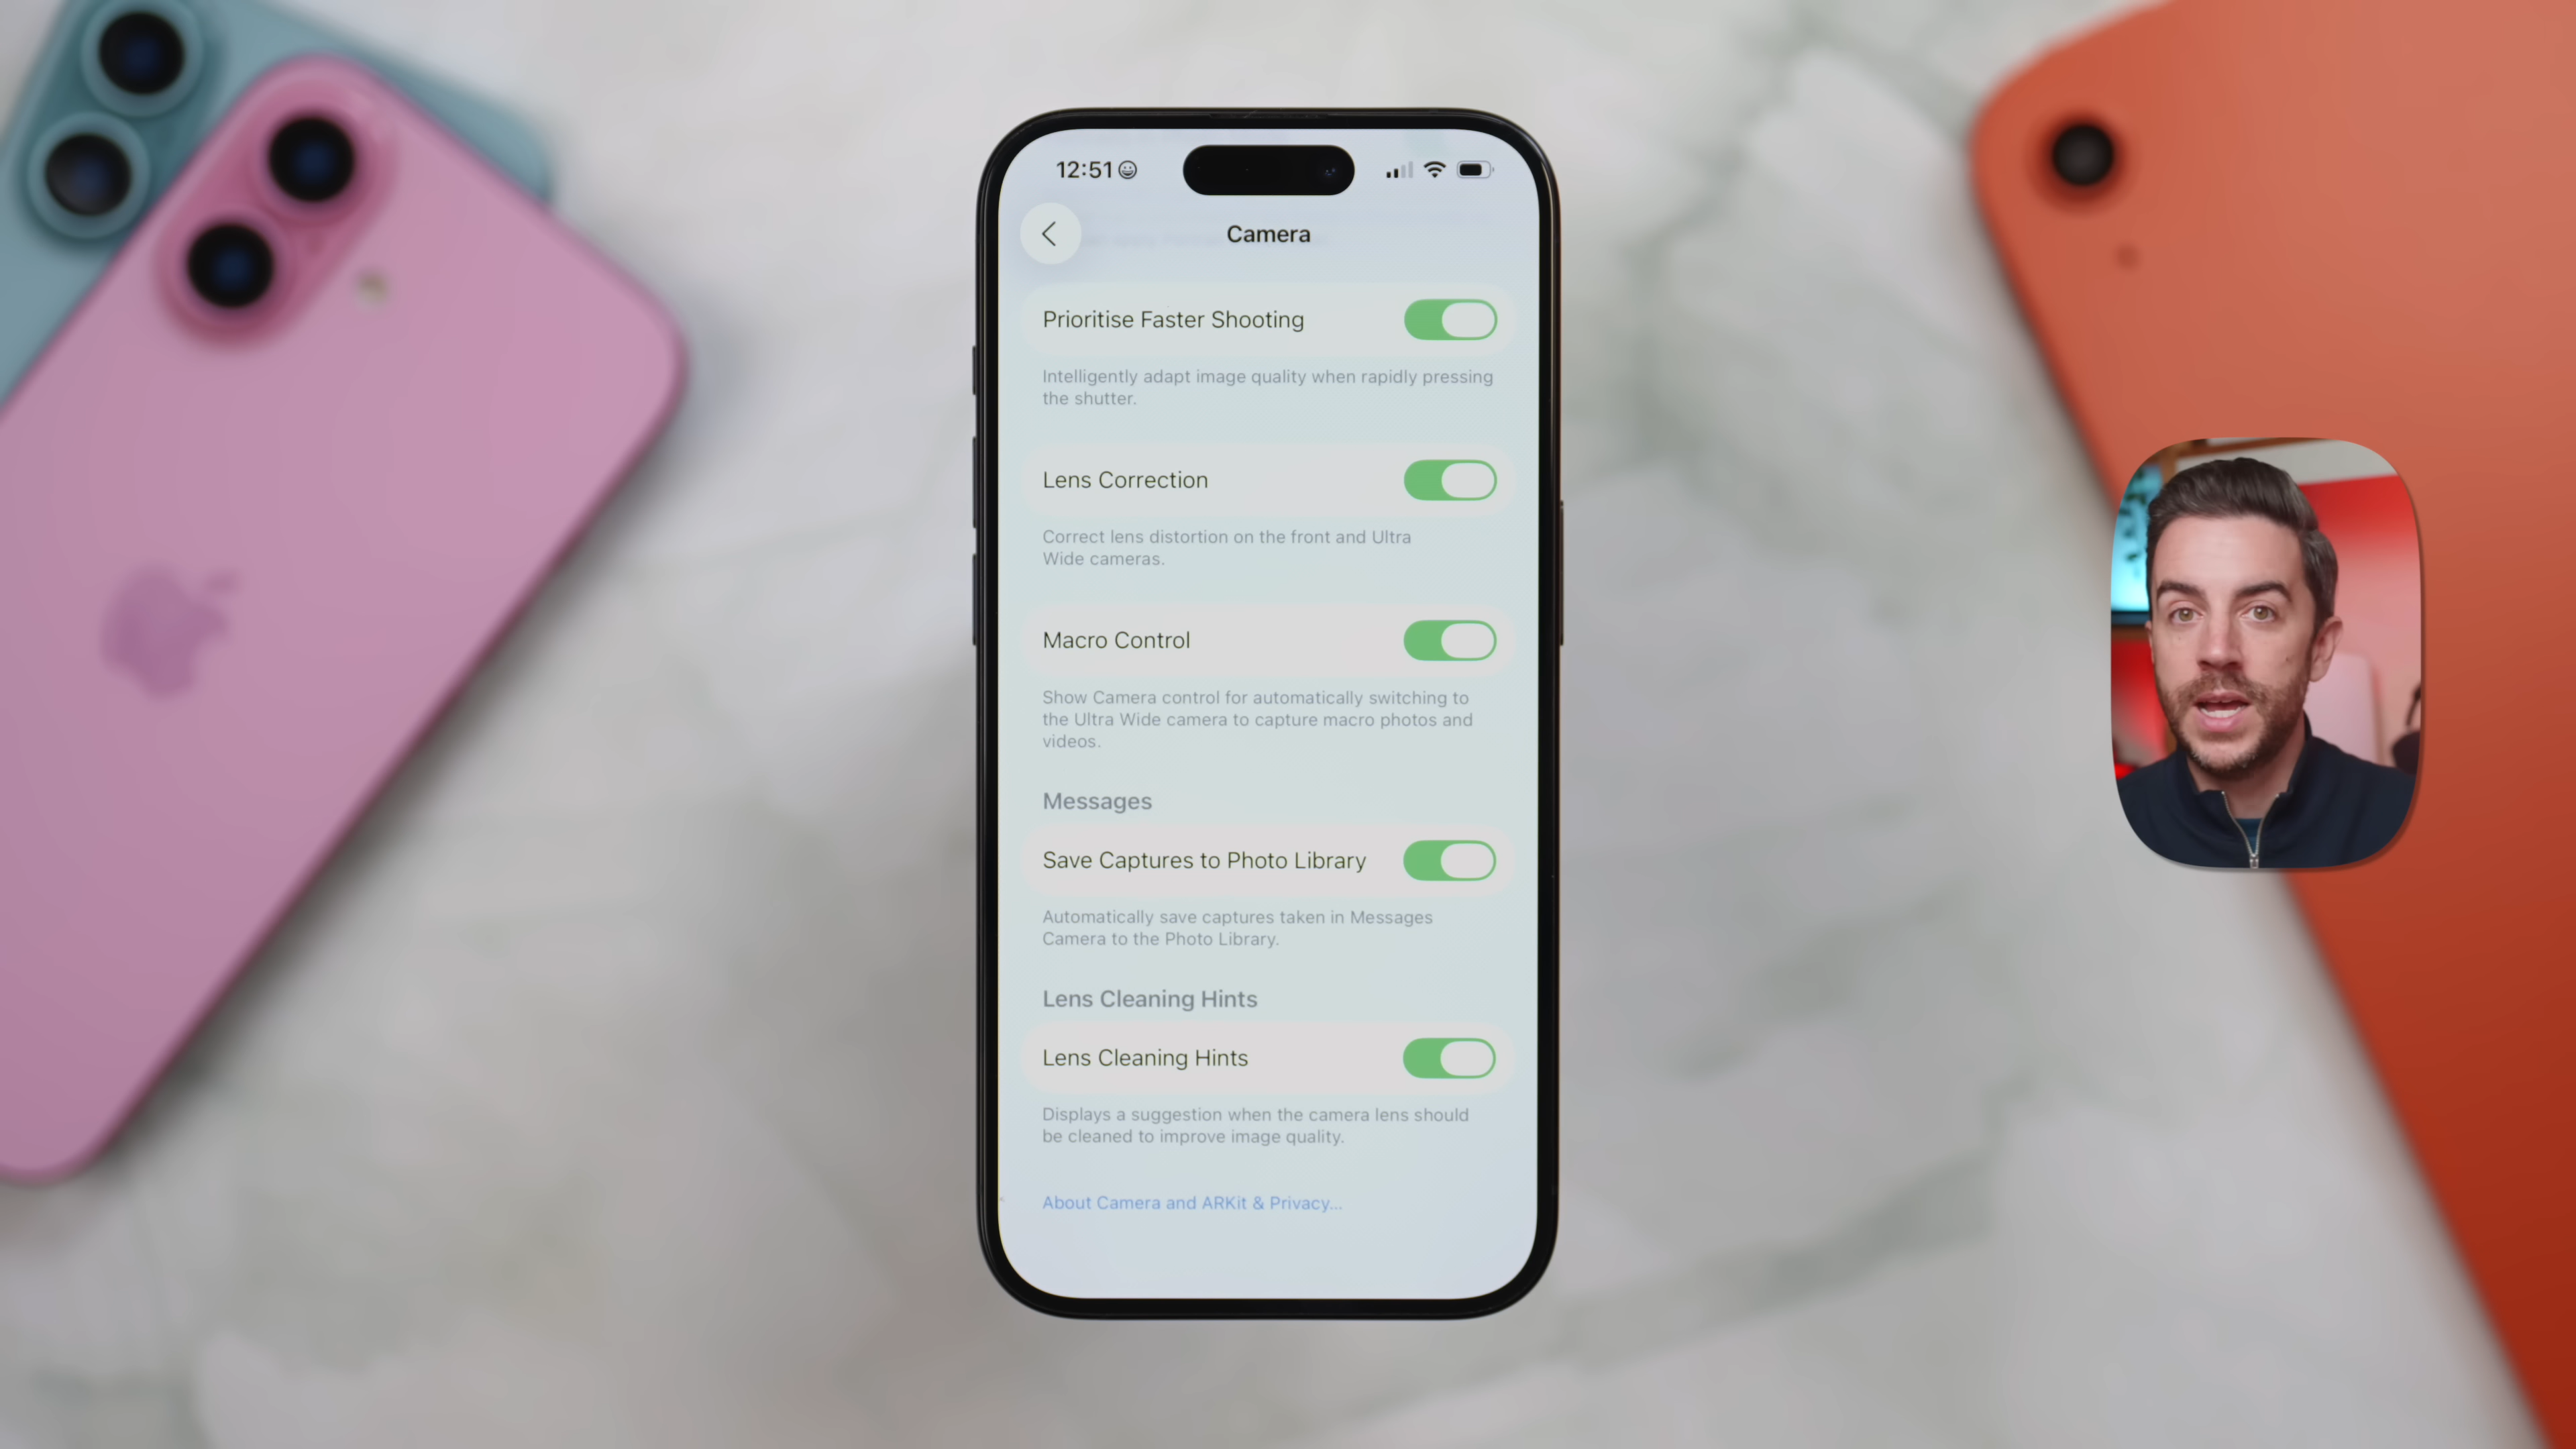 12:51
Camera
Prioritise Faster Shooting
Intelligently adapt image quality when rapidly pressing
the shutter.
Lens Correction
Correct lens distortion on the front and Ultra
Wide cameras.
Macro Control
Show Camera control for automatically switching to
the Ultra Wide camera to capture macro photos and
videos.
Messages
Save Captures to Photo Library
Automatically save captures taken in Messages
Camera to the Photo Library.
Lens Cleaning Hints
Lens Cleaning Hints
Displays a suggestion when the camera lens should
be cleaned to improve image quality.
About Camera and ARKit & Privacy...